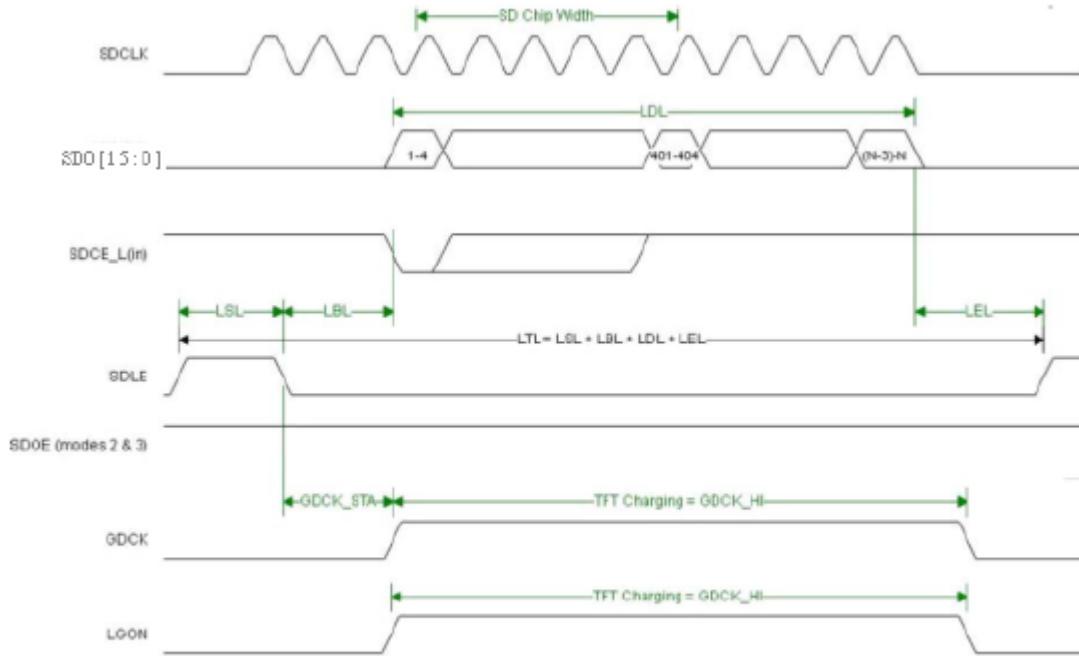 SD Chip Width
SDCLK
LDL
SDO[15:0]
1-4
401-404
(N-3)-N
SDCE_L(in)
LSL
LBL
LEL
LTL= LSL + LBL + LDL + LEL
SDLE
SDOE (modes 2 & 3)
GDCK_STA
TFT Charging = GDCK_HI
GDCK
TFT Charging = GDCK_HI
LGON